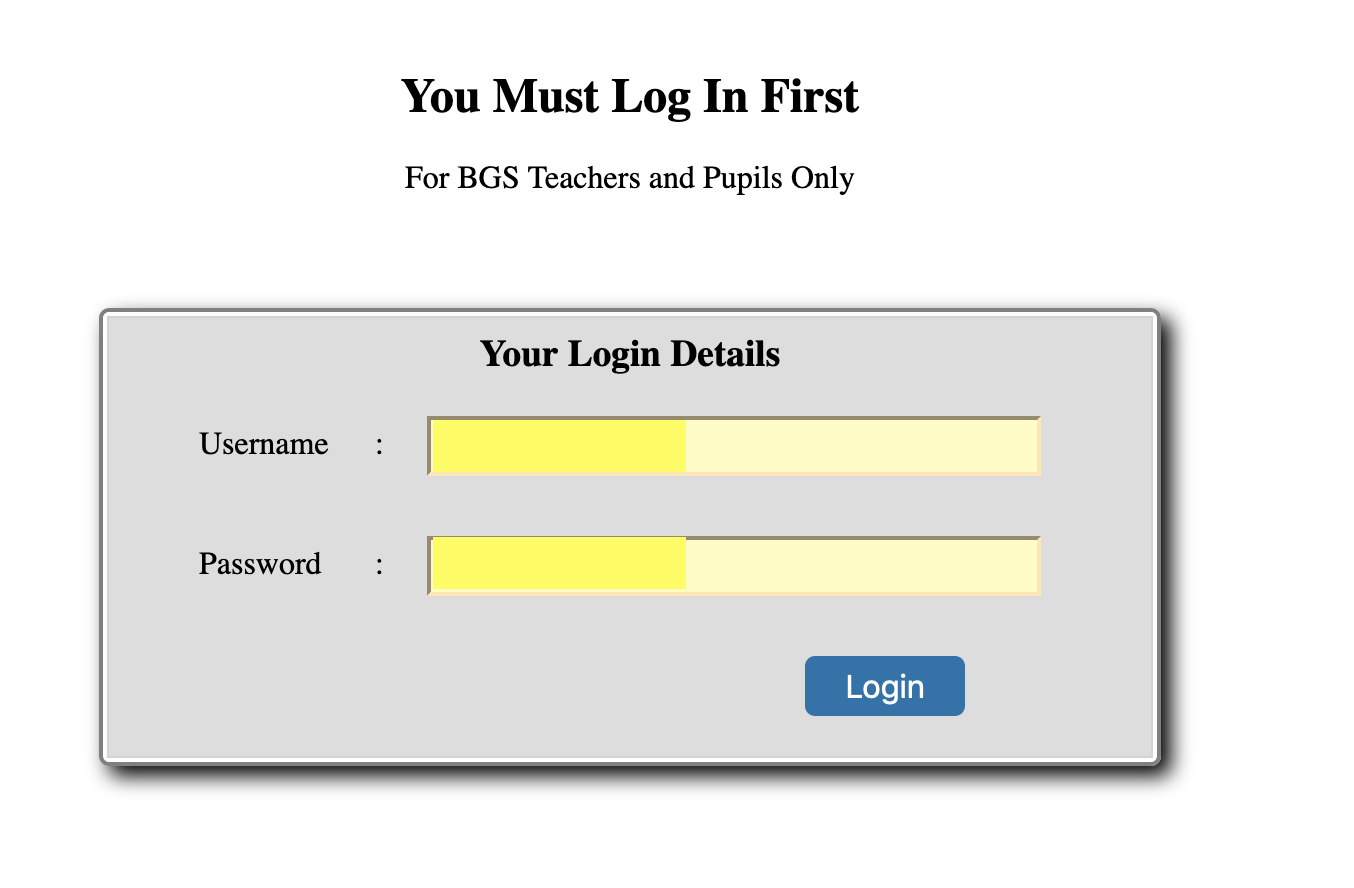 You Must Log In First
For BGS Teachers and Pupils Only
Your Login Details
Username :
Password :
Login